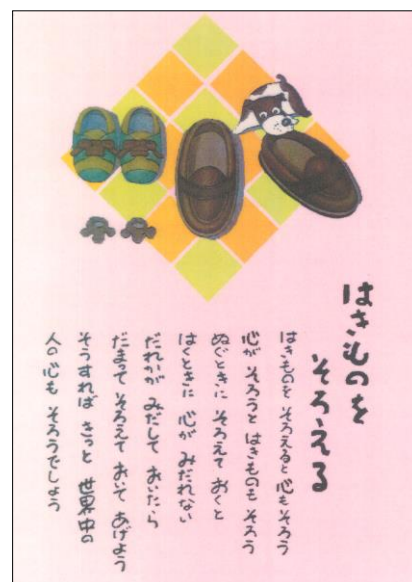 はきものを
そろえる
はきものを そろえると 心も そろう
心が そろうと はきものも そろう
ぬぐときに そろえて おくと
はくときに 心が みだれない
だれかが みだして おいたら
だまって そろえて おいて あげよう
そうすれば きっと 世界中の
人の心も そろうでしょう